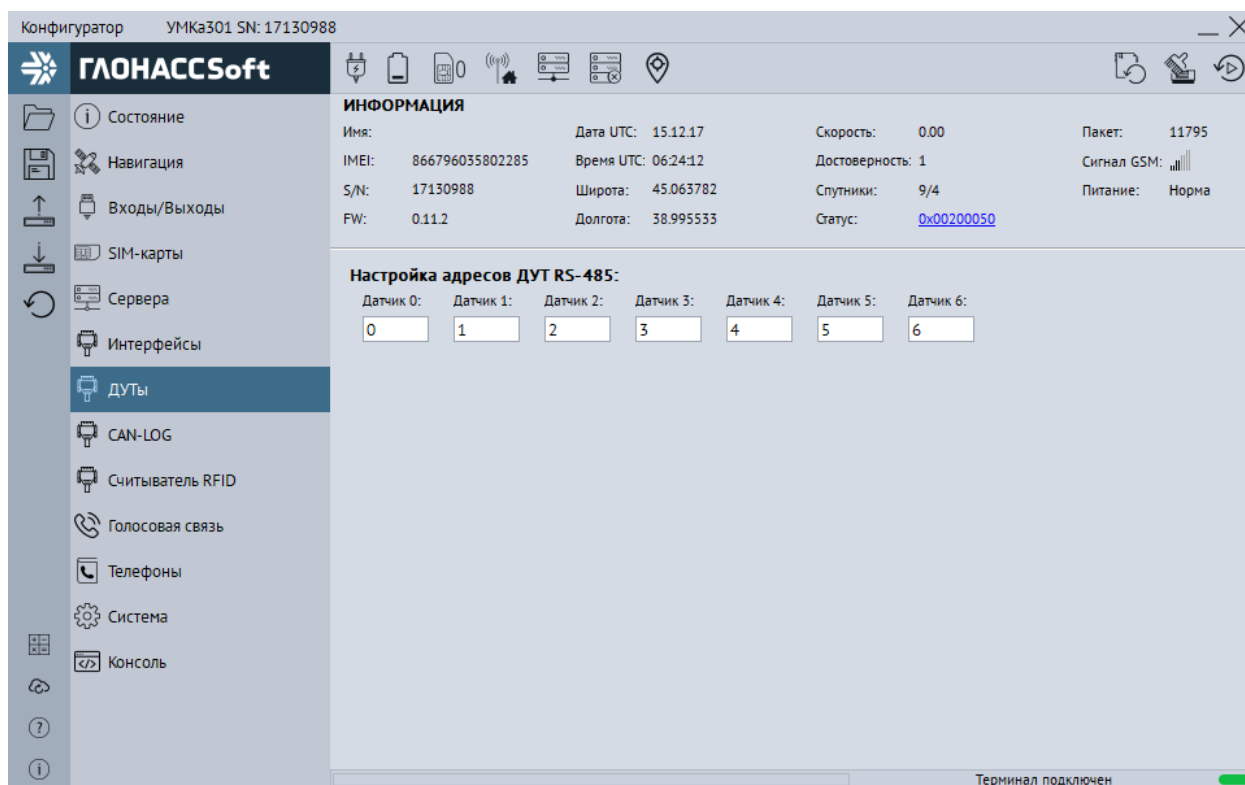 Конфигуратор УМКа301 SN: 17130988
ГЛОНАССSoft
0
Состояние
Навигация
Входы/Выходы
SIM-карты
Сервера
Интерфейсы
ДУТы
CAN-LOG
Считыватель RFID
Голосовая связь
Телефоны
Система
Консоль
ИНФОРМАЦИЯ
Имя: Дата UTC: 15.12.17 Скорость: 0.00 Пакет: 11795
IMEI: 866796035802285 Время UTC: 06:24:12 Достоверность: 1 Сигнал GSM:
S/N: 17130988 Широта: 45.063782 Спутники: 9/4 Питание: Норма
FW: 0.11.2 Долгота: 38.995533 Статус: 0x00200050
Настройка адресов ДУТ RS-485:
Датчик 0: Датчик 1: Датчик 2: Датчик 3: Датчик 4: Датчик 5: Датчик 6:
0 1 2 3 4 5 6
Терминал подключен